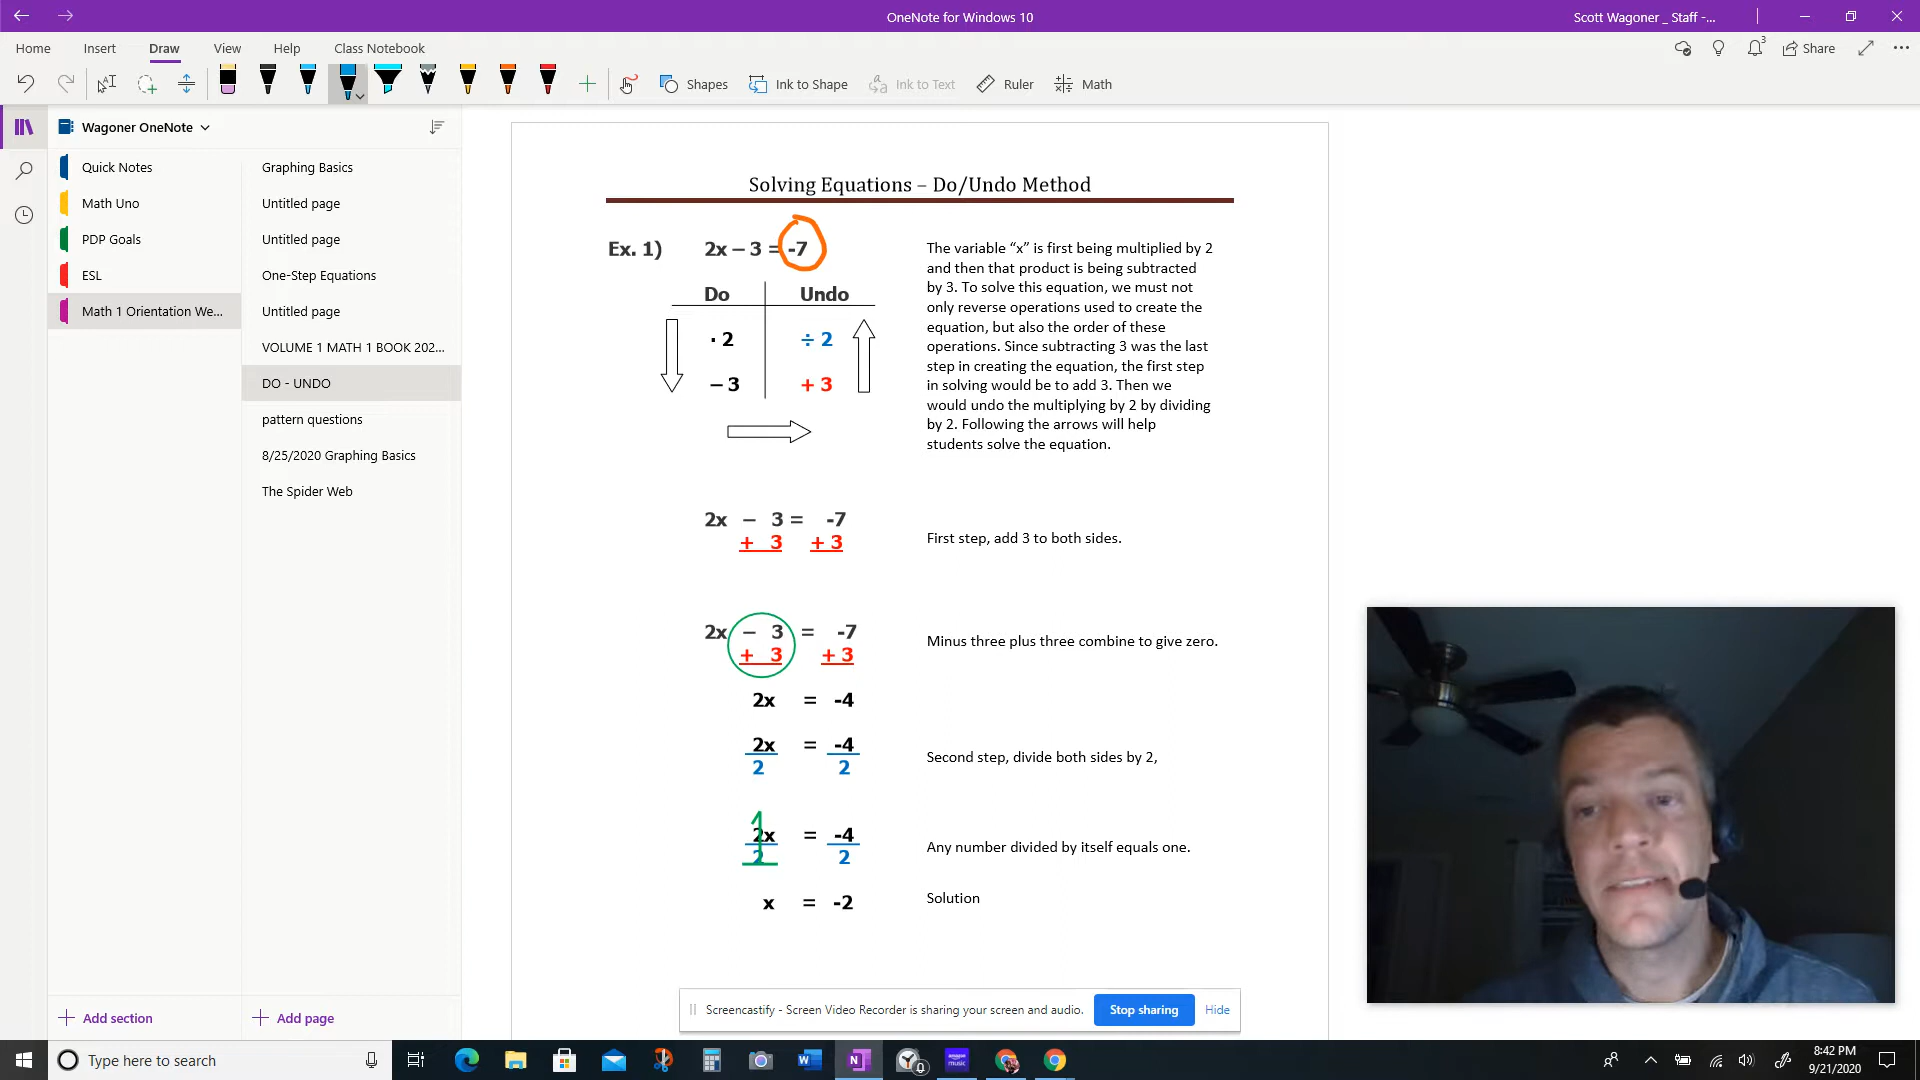 OneNote for Windows 10
Scott Wagoner _ Staff -...
Home Insert Draw View Help Class Notebook
3
Share
Shapes Ink to Shape Ink to Text Ruler Math
Wagoner OneNote
Quick Notes
Math Uno
PDP Goals
ESL
Math 1 Orientation We...
Graphing Basics
Untitled page
Untitled page
One-Step Equations
Untitled page
VOLUME 1 MATH 1 BOOK 202...
DO - UNDO
pattern questions
8/25/2020 Graphing Basics
The Spider Web
Add section
Add page
Solving Equations – Do/Undo Method
Ex. 1) 2x – 3 = -7
Do Undo
· 2 ÷ 2
– 3 + 3
The variable “x” is first being multiplied by 2
and then that product is being subtracted
by 3. To solve this equation, we must not
only reverse operations used to create the
equation, but also the order of these
operations. Since subtracting 3 was the last
step in creating the equation, the first step
in solving would be to add 3. Then we
would undo the multiplying by 2 by dividing
by 2. Following the arrows will help
students solve the equation.
2x – 3 = -7
+ 3 + 3
First step, add 3 to both sides.
2x – 3 = -7
+ 3 + 3
Minus three plus three combine to give zero.
2x = -4
2x = -4
2 2
Second step, divide both sides by 2,
1
2x = -4
2 2
Any number divided by itself equals one.
x = -2
Solution
Screencastify - Screen Video Recorder is sharing your screen and audio.
Stop sharing
Hide
Type here to search
amazon music
8:42 PM
9/21/2020